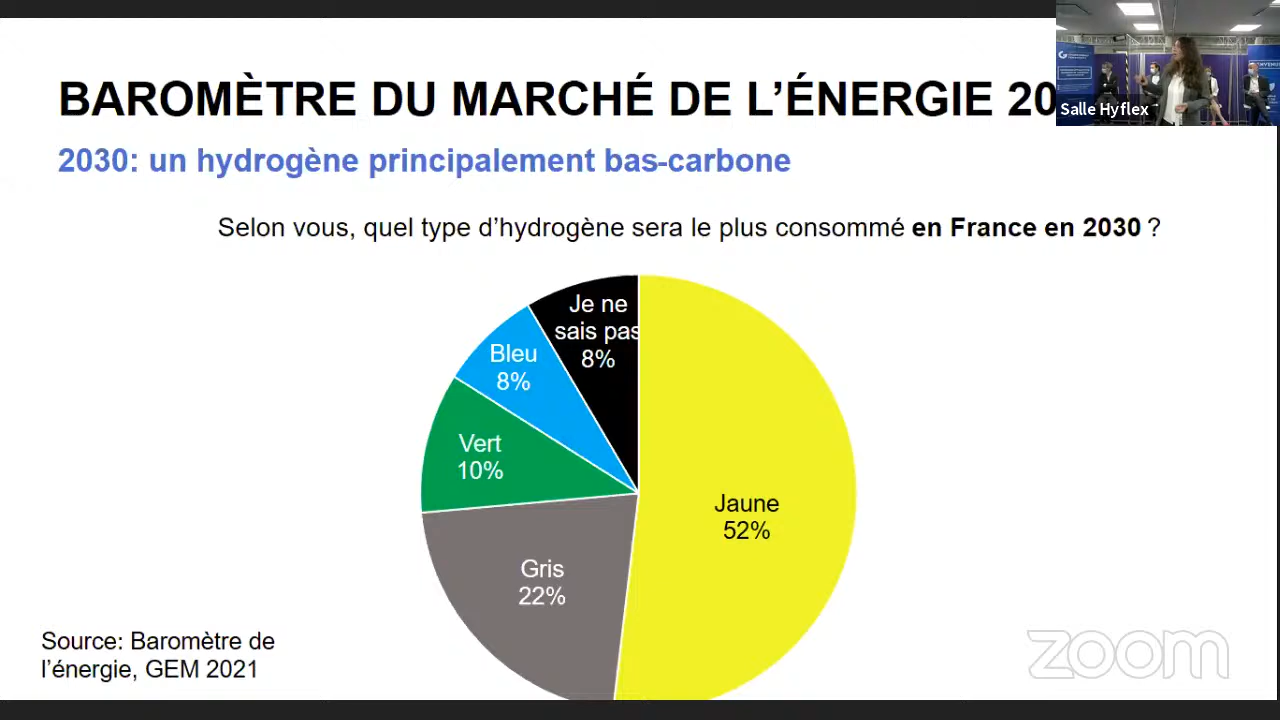 BAROMÈTRE DU MARCHÉ DE L’ÉNERGIE 20
Salle Hyflex
2030: un hydrogène principalement bas-carbone
Selon vous, quel type d’hydrogène sera le plus consommé en France en 2030 ?
Je ne
sais pas
8%
Bleu
8%
Vert
10%
Jaune
52%
Gris
22%
Source: Baromètre de
l’énergie, GEM 2021
zoom